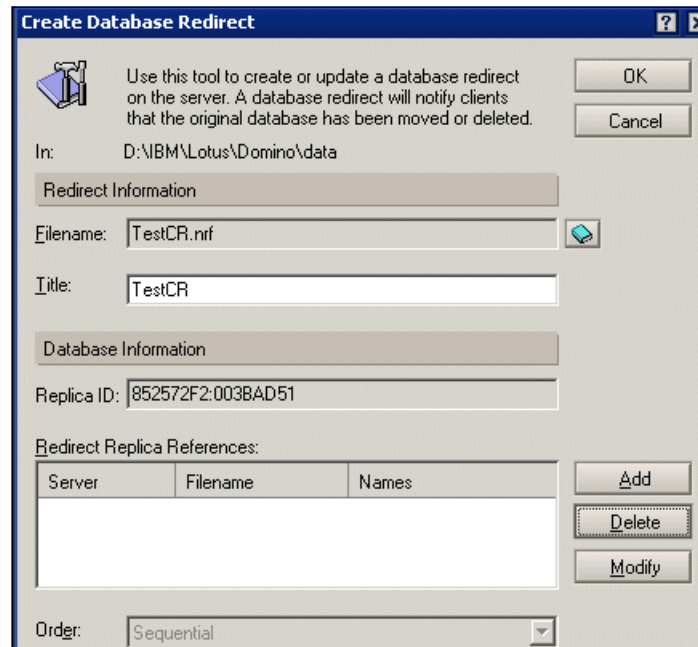 Create Database Redirect
Use this tool to create or update a database redirect
on the server. A database redirect will notify clients
that the original database has been moved or deleted.
OK
Cancel
In: D:\IBM\Lotus\Domino\data
Redirect Information
Filename: TestCR.nrf
Title: TestCR
Database Information
Replica ID: 852572F2:003BAD51
Redirect Replica References:
Server Filename Names
Add
Delete
Modify
Order: Sequential